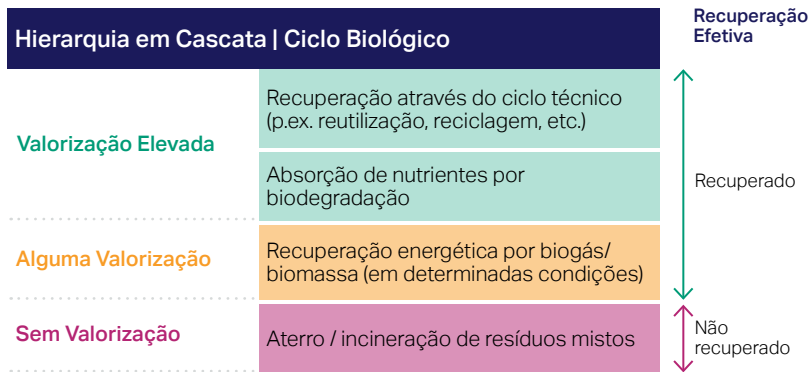 Hierarquia em Cascata | Ciclo Biológico
Recuperação
Efetiva
Valorização Elevada
Recuperação através do ciclo técnico
(p.ex. reutilização, reciclagem, etc.)
Absorção de nutrientes por
biodegradação
Recuperado
Alguma Valorização
Recuperação energética por biogás/
biomassa (em determinadas condições)
Sem Valorização
Aterro / incineração de resíduos mistos
Não
recuperado